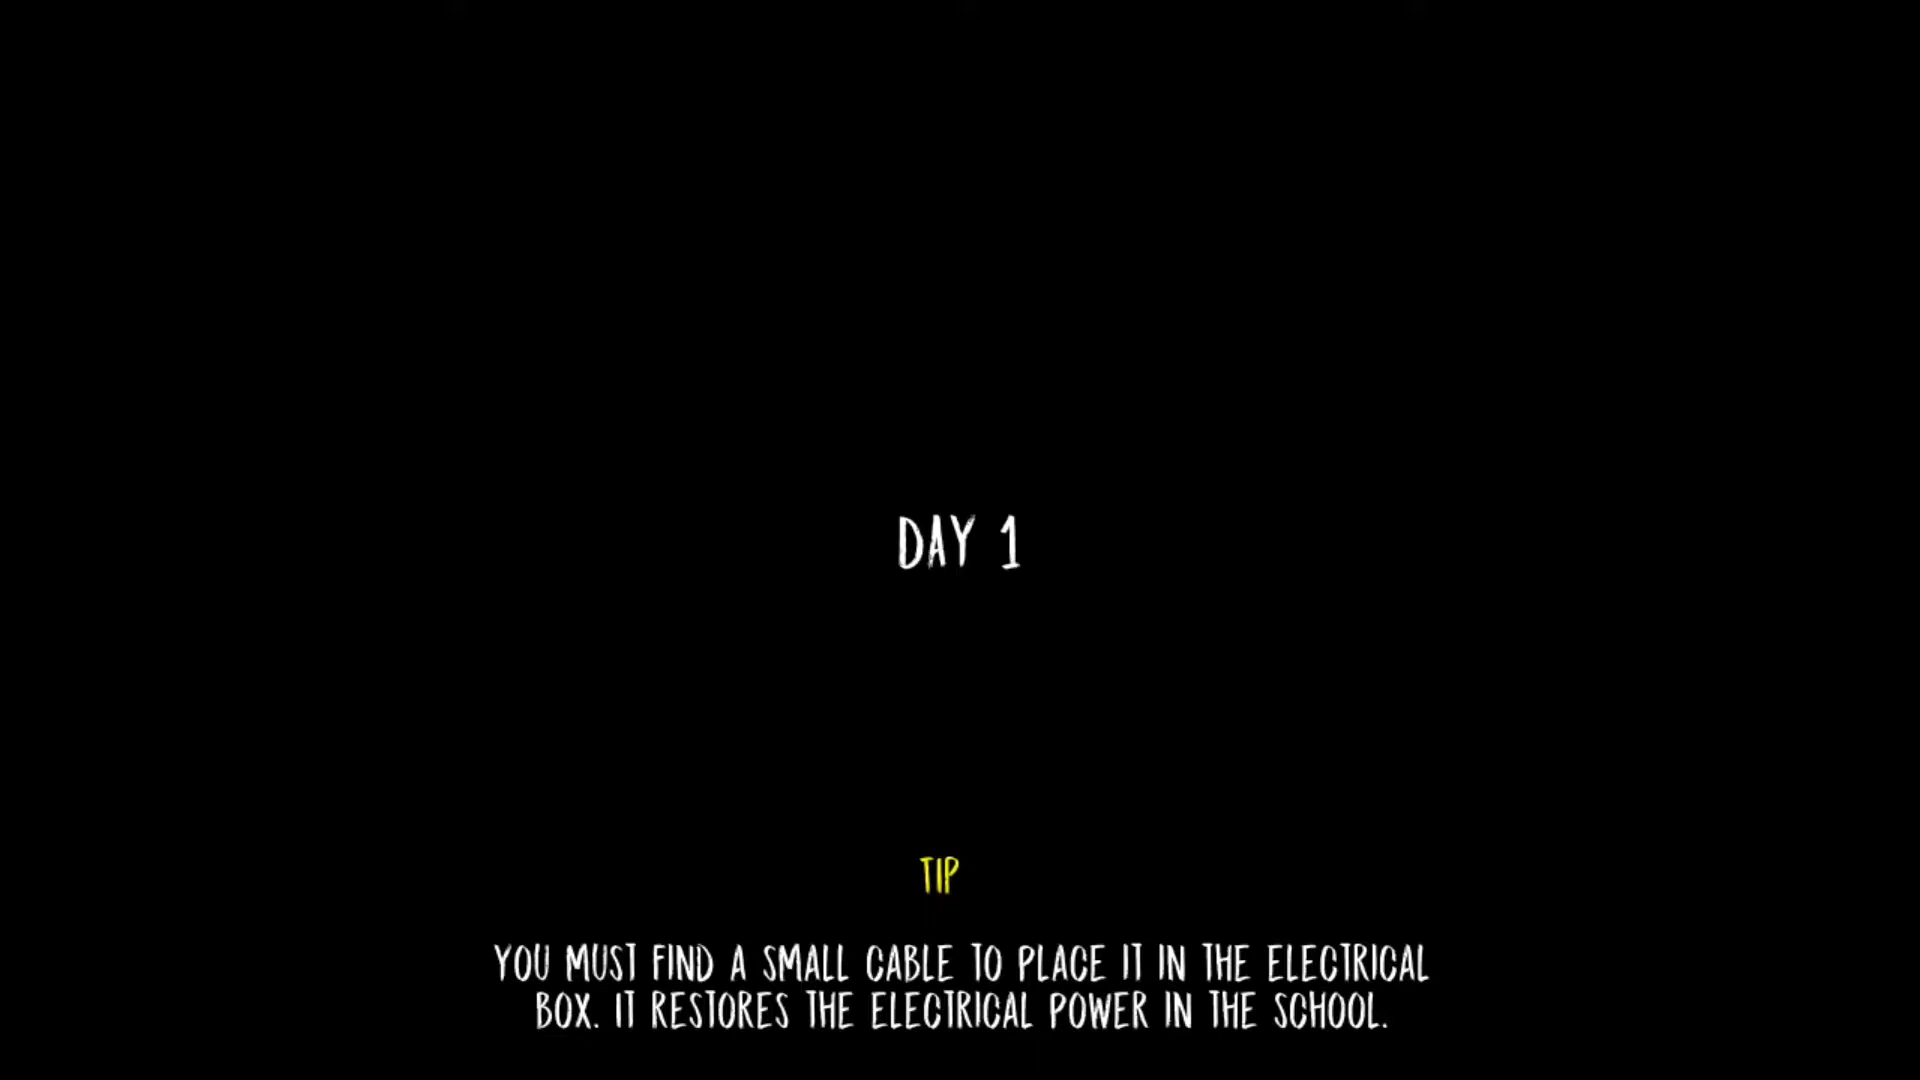 DAY 1
TIP
YOU MUST FIND A SMALL CABLE TO PLACE IT IN THE ELECTRICAL
BOX. IT RESTORES THE ELECTRICAL POWER IN THE SCHOOL.